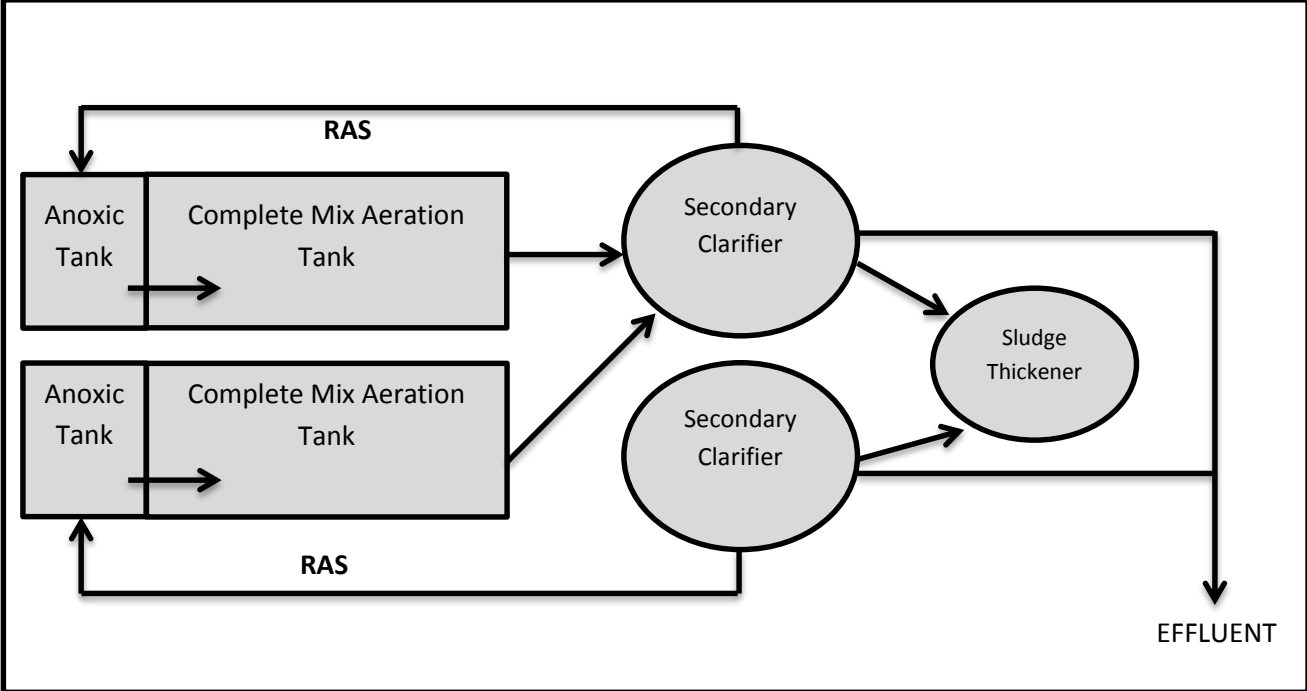 RAS
Anoxic
Tank
Complete Mix Aeration
Tank
Secondary
Clarifier
Sludge
Thickener
Anoxic
Tank
Complete Mix Aeration
Tank
Secondary
Clarifier
RAS
EFFLUENT